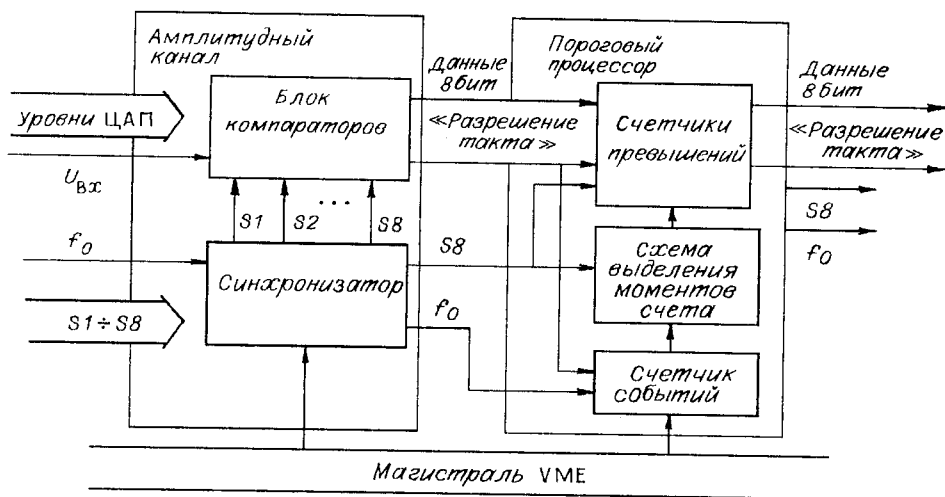 Амплитудный
канал
Уровни ЦАП
Uвх
f0
S1÷S8
Блок
компараторов
S1 S2 ... S8
Синхронизатор
Данные
8бит
≪Разрешение
такта≫
S8
f0
Пороговый
процессор
Счетчики
превышений
Схема
выделения
моментов
счета
Счетчик
событий
Данные
8бит
≪Разрешение
такта≫
S8
f0
Магистраль VME